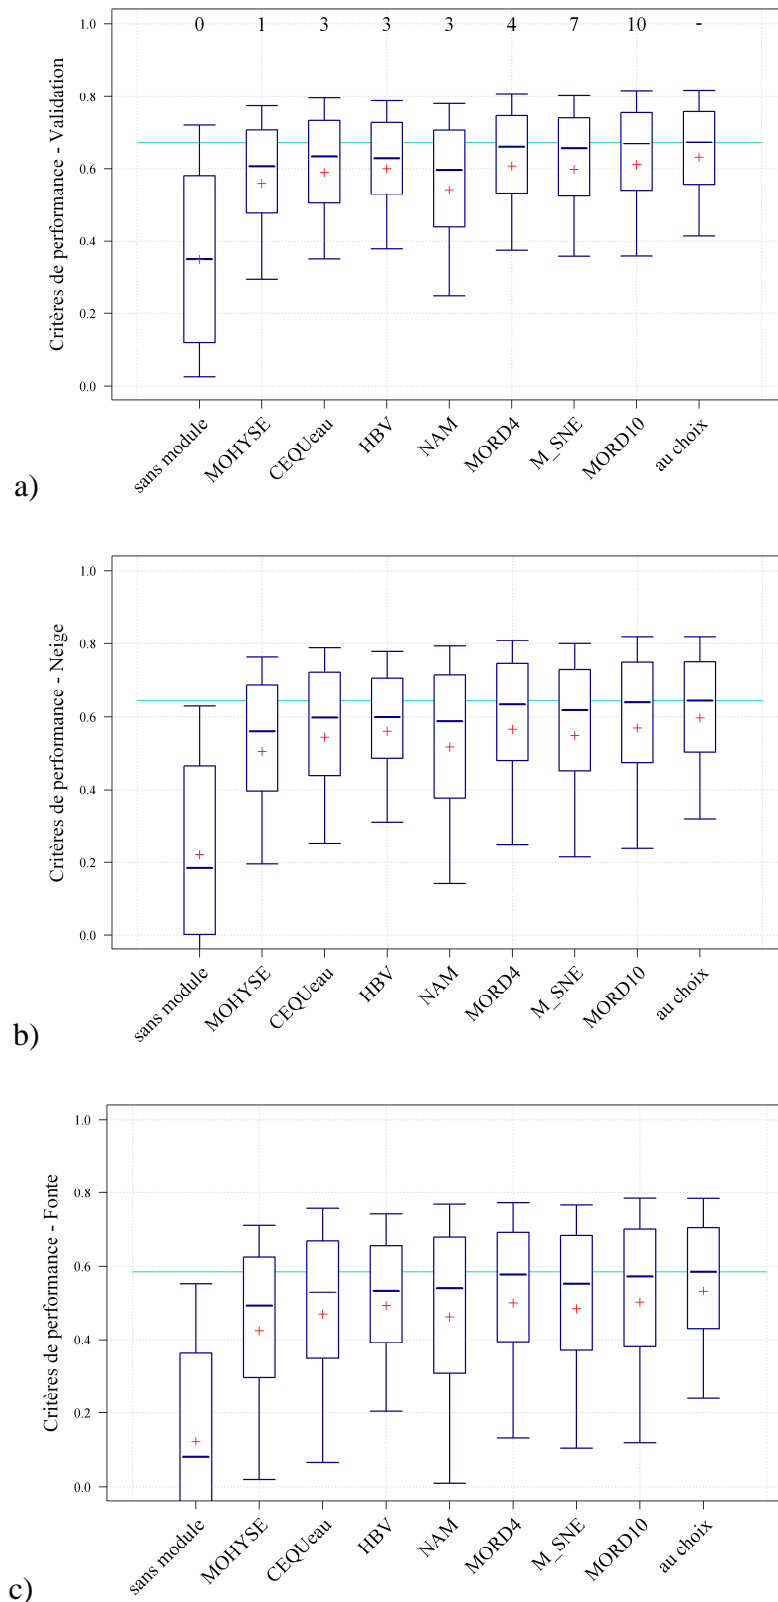 0 1 3 3 3 4 7 10 -
Critères de performance - Validation
1.0
0.8
0.6
0.4
0.2
0.0
sans module MOHYSE CEQUeau HBV NAM MORD4 M_SNE MORD10 au choix
a)
Critères de performance - Neige
1.0
0.8
0.6
0.4
0.2
0.0
sans module MOHYSE CEQUeau HBV NAM MORD4 M_SNE MORD10 au choix
b)
Critères de performance - Fonte
1.0
0.8
0.6
0.4
0.2
0.0
sans module MOHYSE CEQUeau HBV NAM MORD4 M_SNE MORD10 au choix
c)